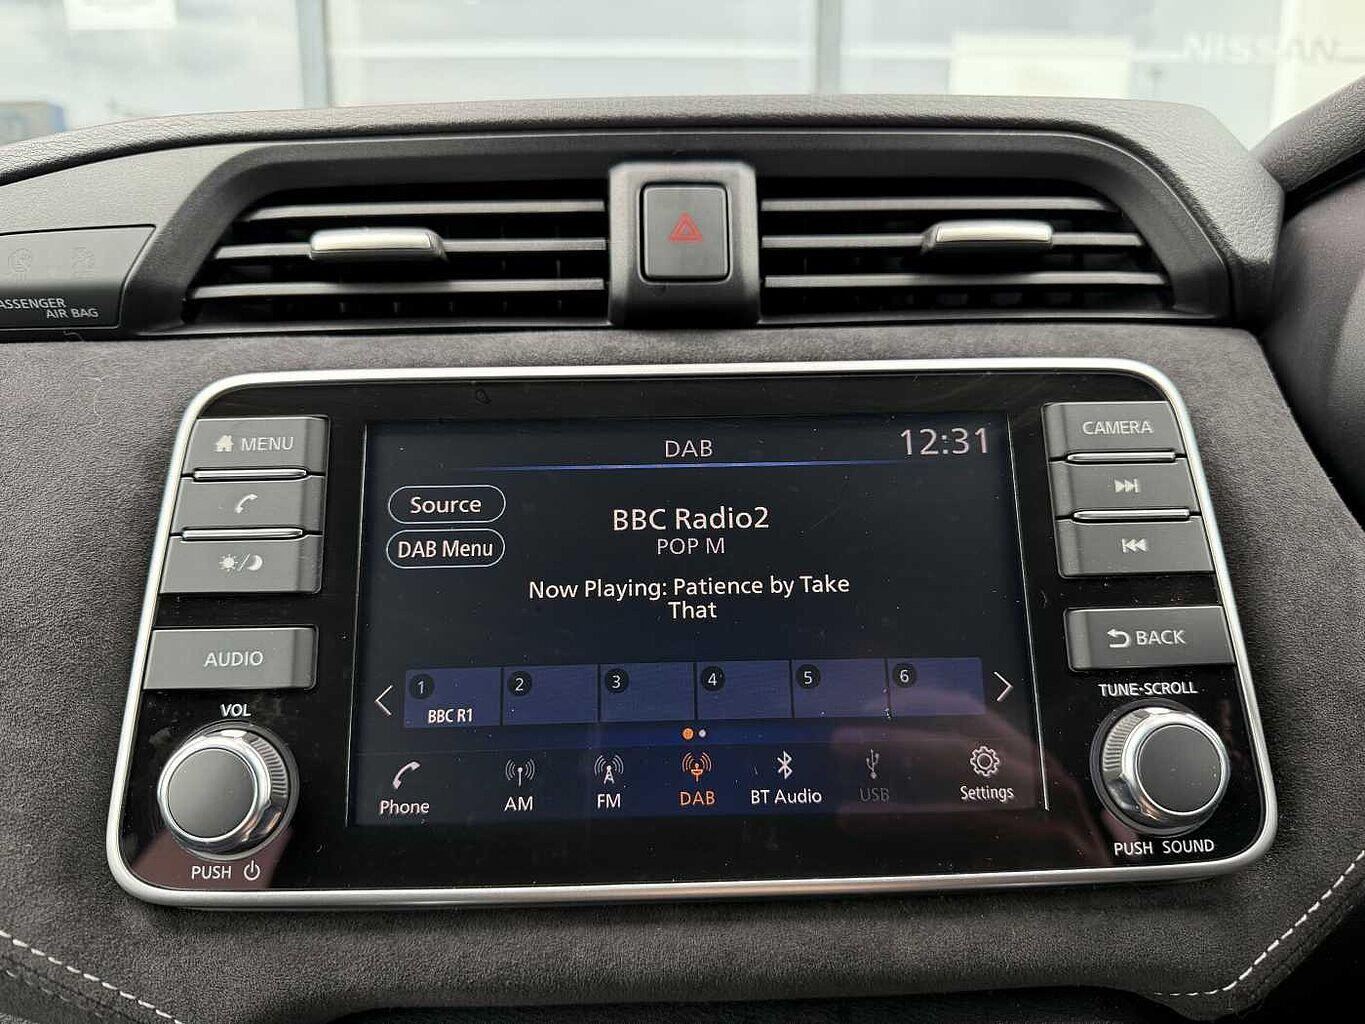 NISSAN
PASSENGER
AIR BAG
MENU
CAMERA
DAB
12:31
Source
BBC Radio2
DAB Menu
POP M
Now Playing: Patience by Take
That
AUDIO
BACK
VOL
TUNE•SCROLL
1 2 3 4 5 6
BBC R1
Phone
AM
FM
DAB
BT Audio
USB
Settings
PUSH
PUSH SOUND